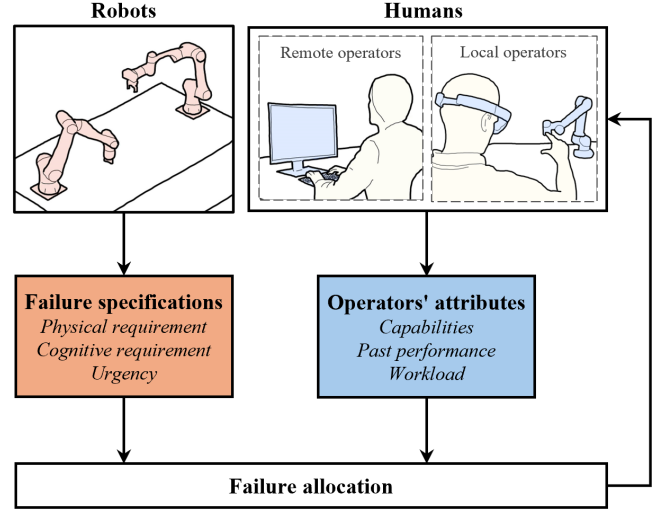 Robots
Humans
Remote operators
Local operators
Failure specifications
Physical requirement
Cognitive requirement
Urgency
Operators' attributes
Capabilities
Past performance
Workload
Failure allocation